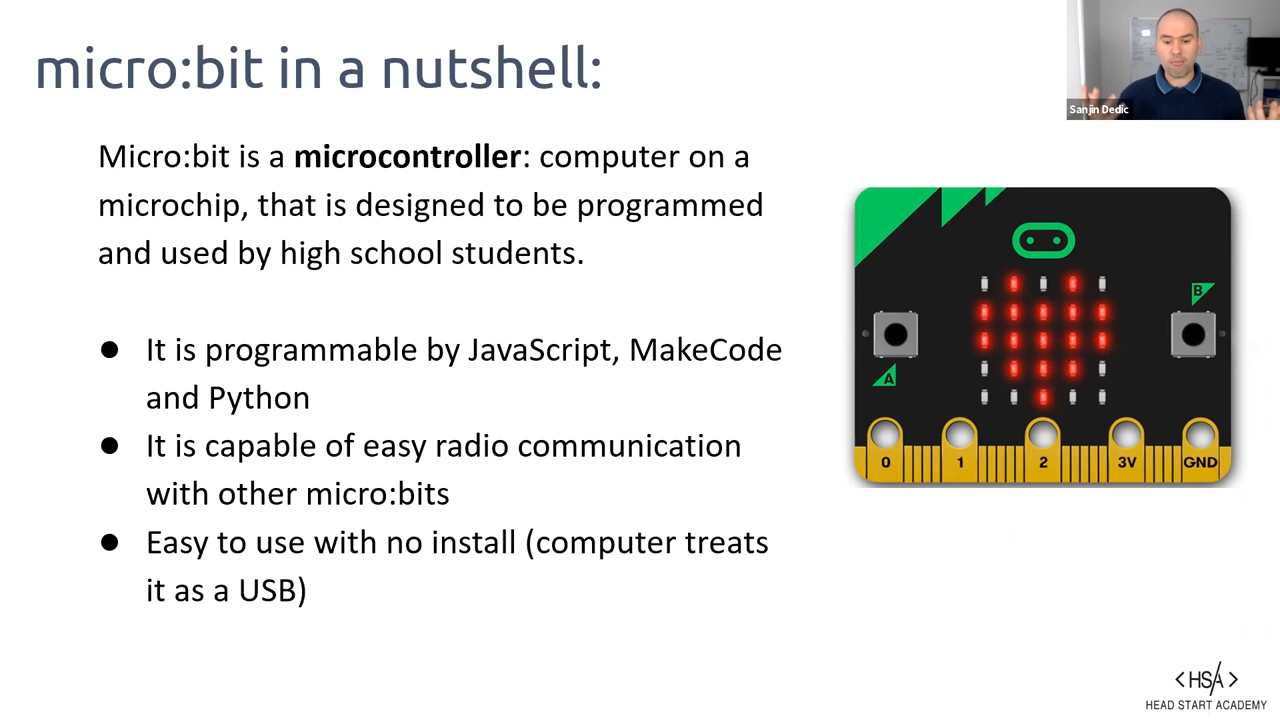 micro:bit in a nutshell:
Sanjin Dedic
Micro:bit is a microcontroller: computer on a
microchip, that is designed to be programmed
and used by high school students.
● It is programmable by JavaScript, MakeCode
and Python
● It is capable of easy radio communication
with other micro:bits
● Easy to use with no install (computer treats
it as a USB)
B
A
0 1 2 3V GND
<HSA>
HEAD START ACADEMY